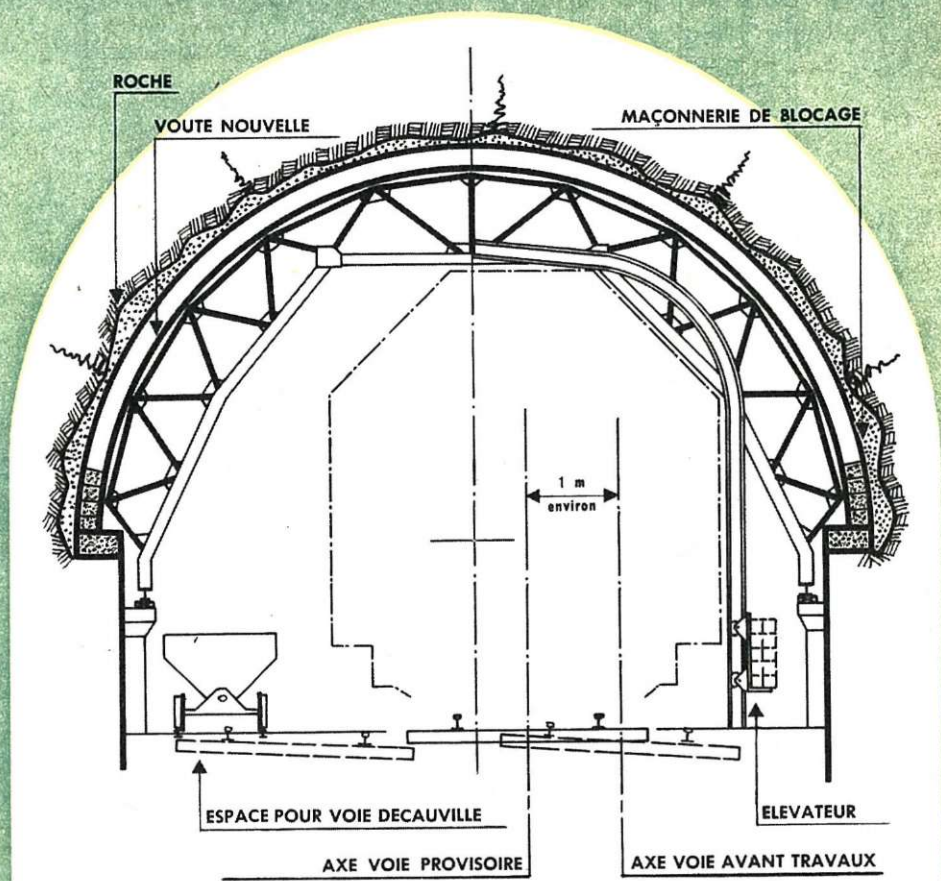 ROCHE
VOUTE NOUVELLE
MAÇONNERIE DE BLOCAGE
1 m
environ
ESPACE POUR VOIE DECAUVILLE
ELEVATEUR
AXE VOIE PROVISOIRE
AXE VOIE AVANT TRAVAUX